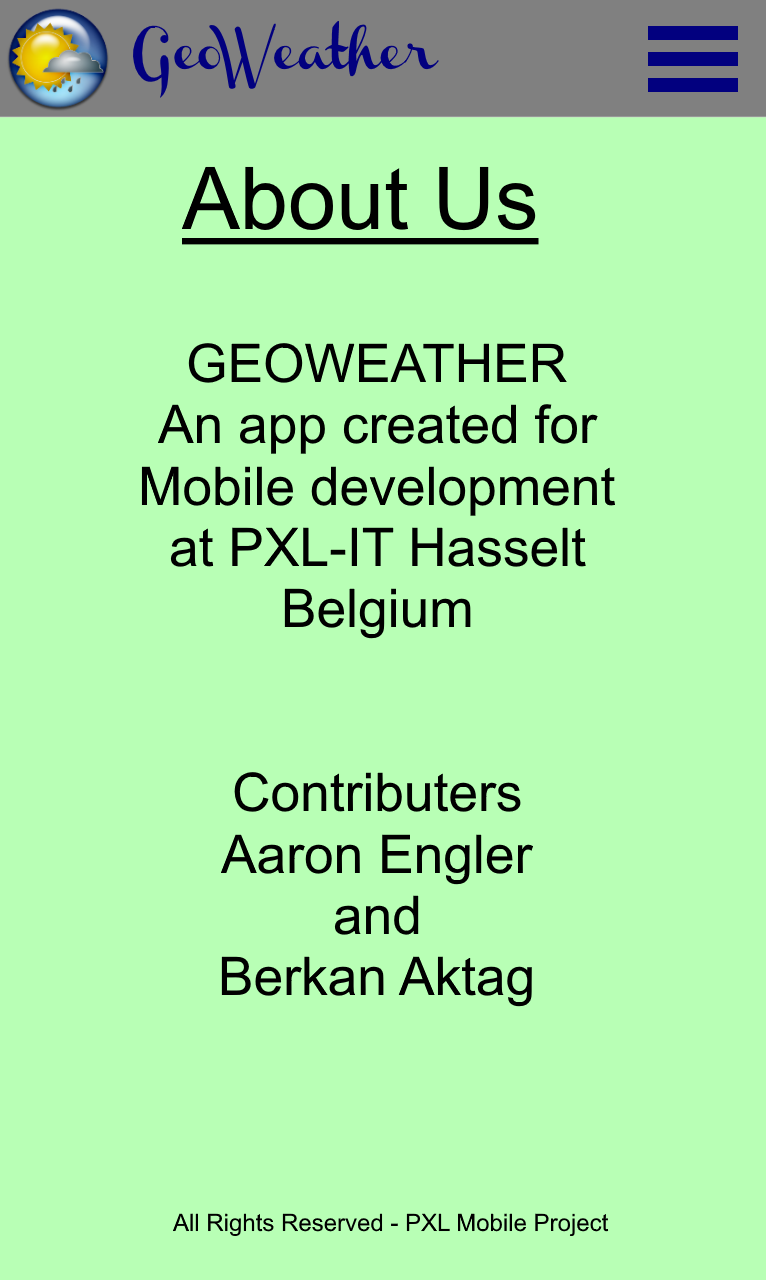 GeoWeather
About Us
GEOWEATHER
An app created for
Mobile development
at PXL-IT Hasselt
Belgium
Contributers
Aaron Engler
and
Berkan Aktag
All Rights Reserved - PXL Mobile Project